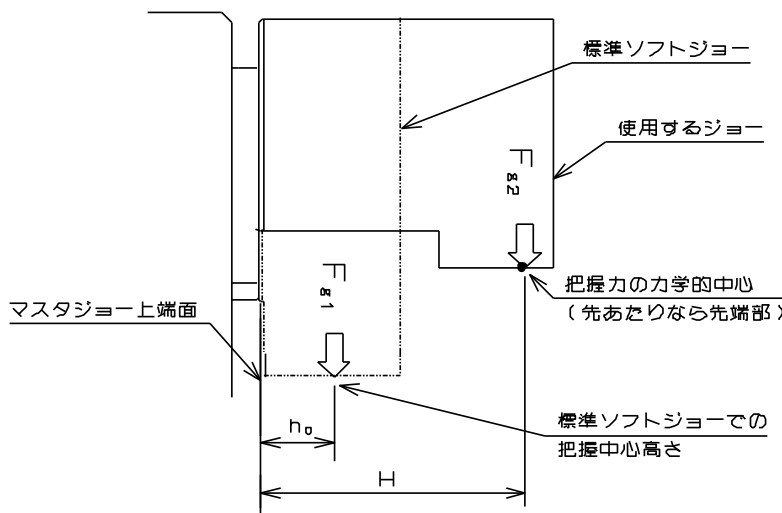 標準ソフトジョー
使用するジョー
Fg2
把握力の力学的中心
(先あたりなら先端部)
Fg1
マスタジョー上端面
標準ソフトジョーでの
把握中心高さ
h0
H